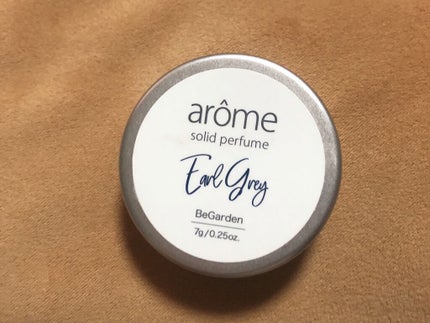 arôme
solid perfume
Earl Grey
BeGarden
7g/0.25oz.